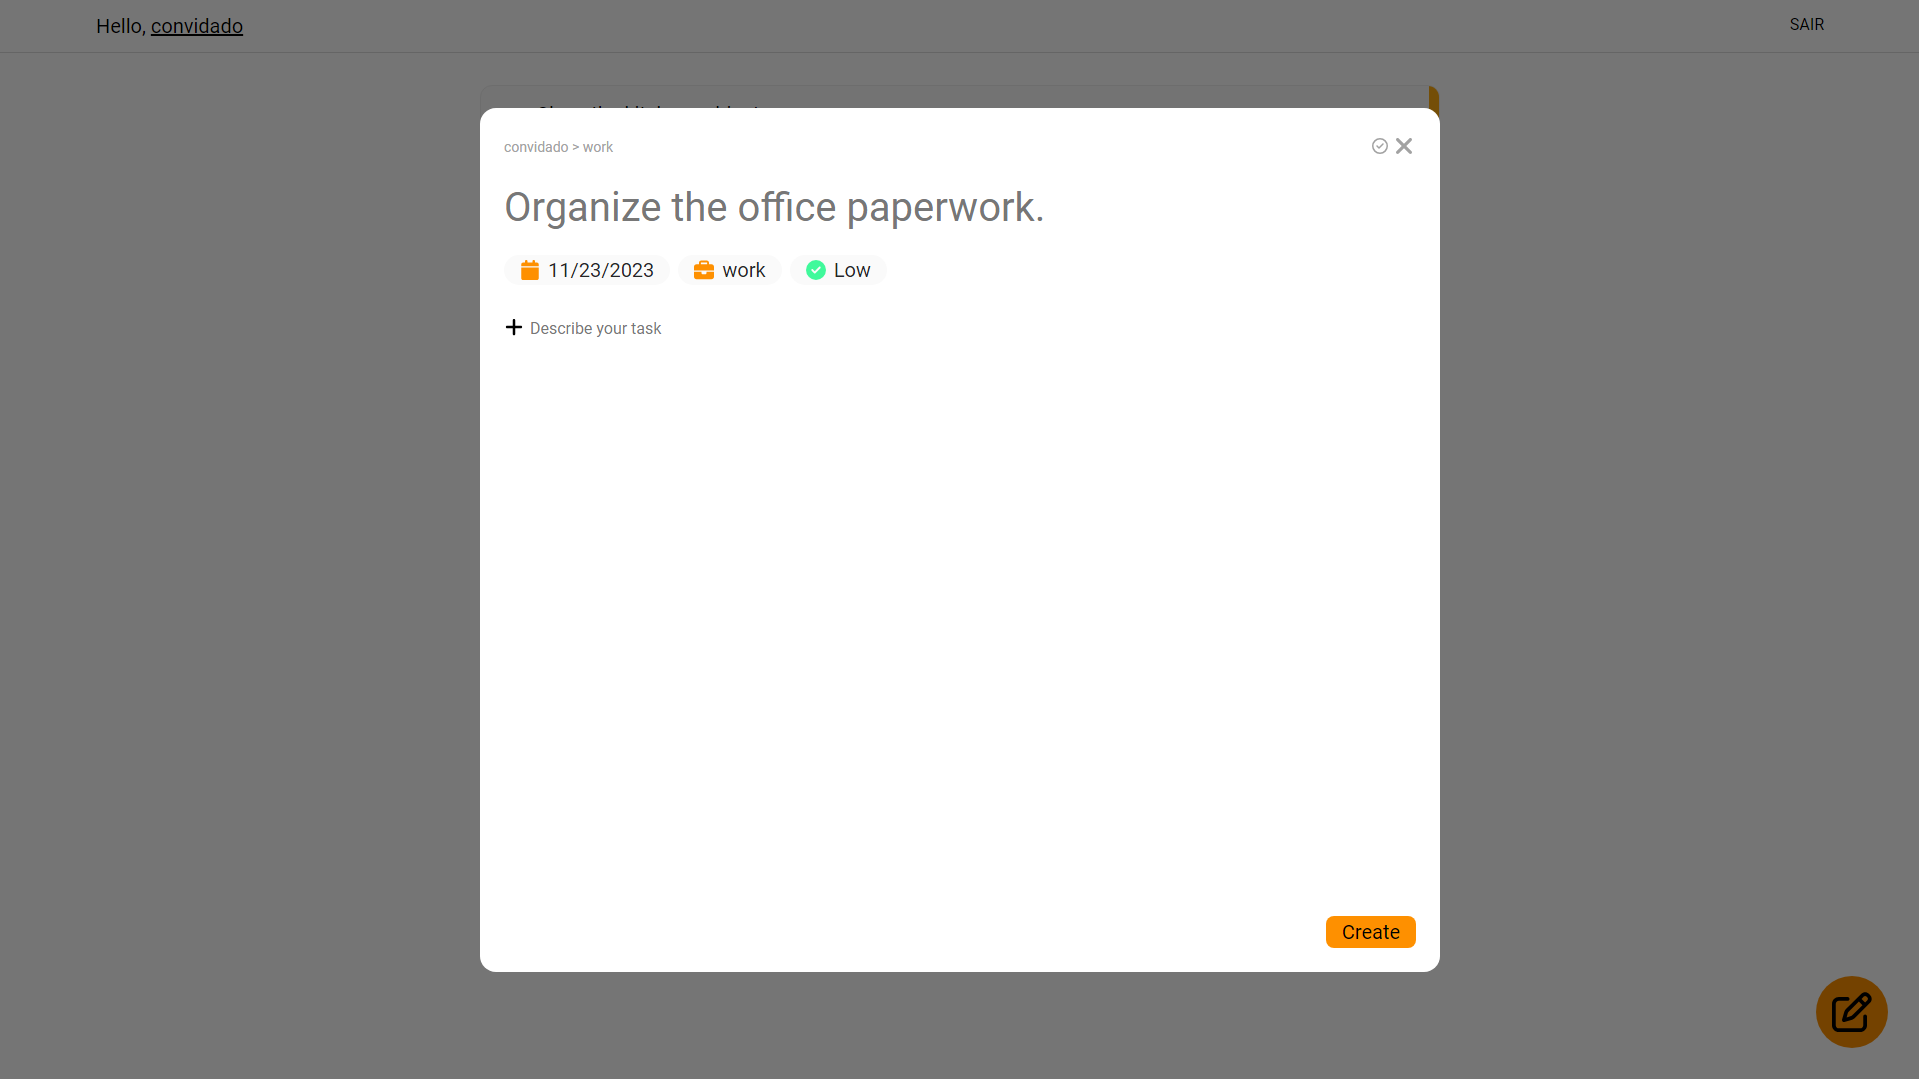 Hello, convidado
SAIR
convidado > work
Organize the office paperwork.
11/23/2023
work
Low
Describe your task
Create